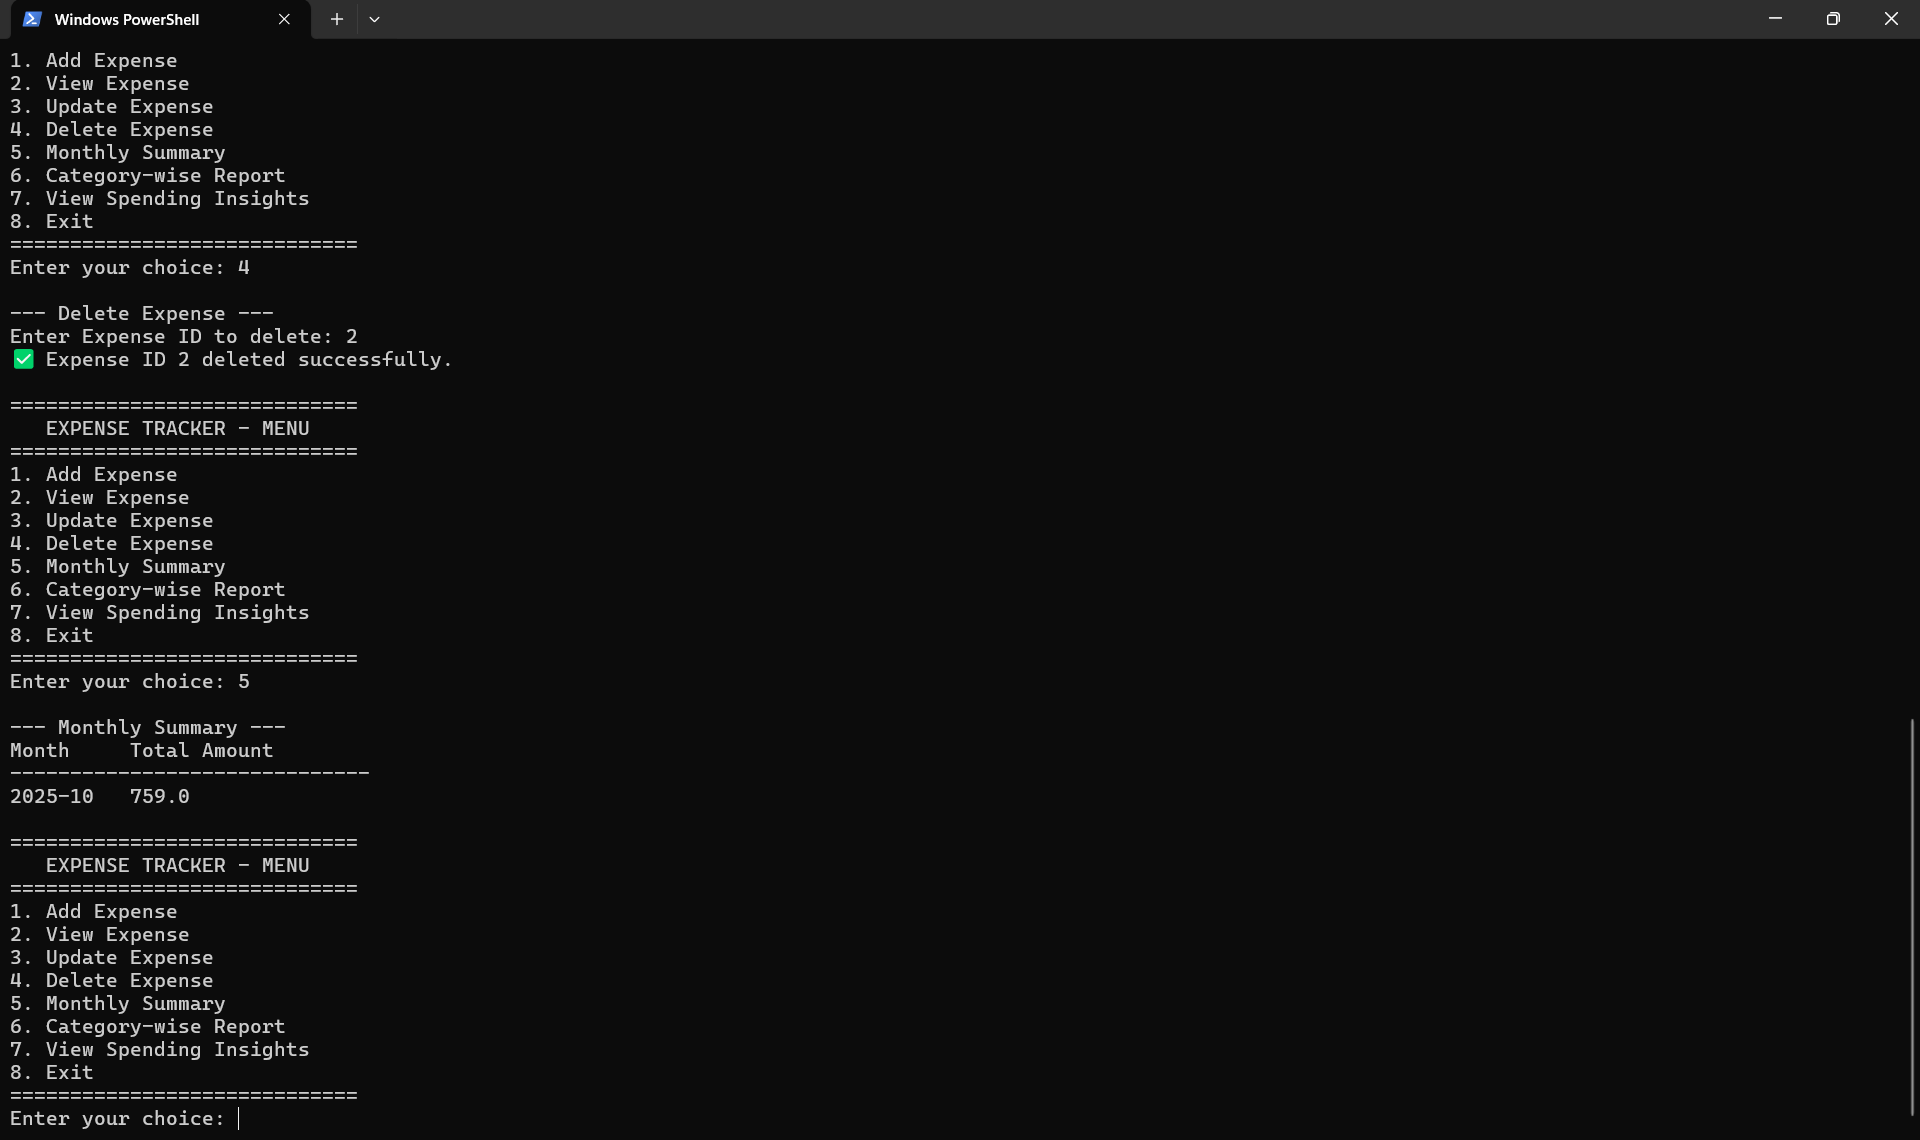 Windows PowerShell
1. Add Expense
2. View Expense
3. Update Expense
4. Delete Expense
5. Monthly Summary
6. Category-wise Report
7. View Spending Insights
8. Exit
=============================
Enter your choice: 4
--- Delete Expense ---
Enter Expense ID to delete: 2
✅ Expense ID 2 deleted successfully.
=============================
EXPENSE TRACKER - MENU
=============================
1. Add Expense
2. View Expense
3. Update Expense
4. Delete Expense
5. Monthly Summary
6. Category-wise Report
7. View Spending Insights
8. Exit
=============================
Enter your choice: 5
--- Monthly Summary ---
Month     Total Amount
------------------------------
2025-10   759.0
=============================
EXPENSE TRACKER - MENU
=============================
1. Add Expense
2. View Expense
3. Update Expense
4. Delete Expense
5. Monthly Summary
6. Category-wise Report
7. View Spending Insights
8. Exit
=============================
Enter your choice: